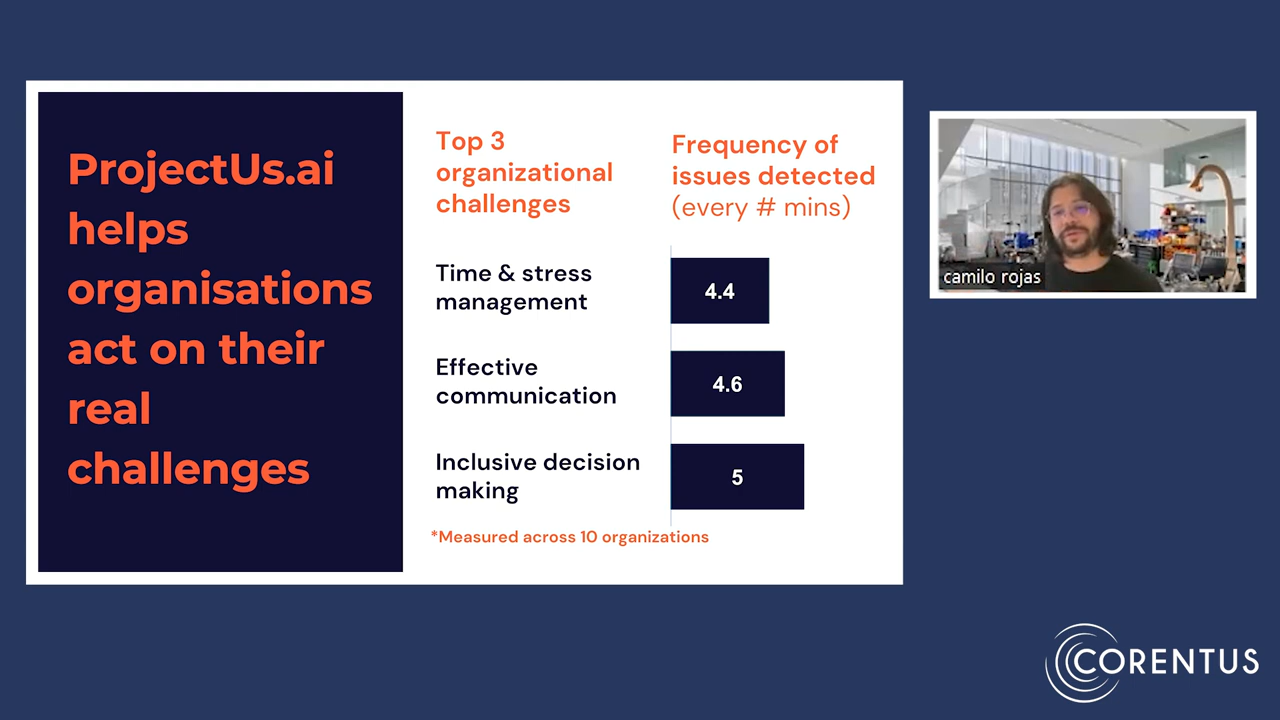 ProjectUs.ai
helps
organisations
act on their
real
challenges
Top 3
organizational
challenges
Frequency of
issues detected
(every # mins)
Time & stress
management
4.4
Effective
communication
4.6
Inclusive decision
making
5
*Measured across 10 organizations
camilo rojas
CORENTUS